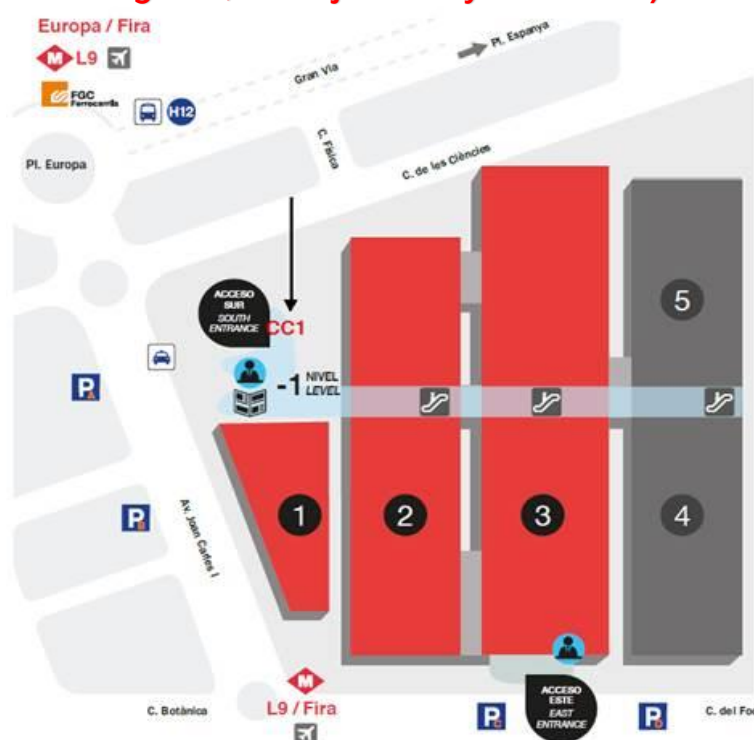 Europa / Fira
M L9
FGC
Ferrocarrils
H12
Pl. Espanya
Gran Via
C. Física
Pl. Europa
C. de les Ciències
ACCESO
SUR
SOUTH
ENTRANCE
CC1
5
P A
-1 NIVEL
LEVEL
P B
1
2
3
4
Av. Joan Carles I
M
L9 / Fira
C. Botànica
P C
ACCESO
ESTE
EAST
ENTRANCE
P D
C. del Fo